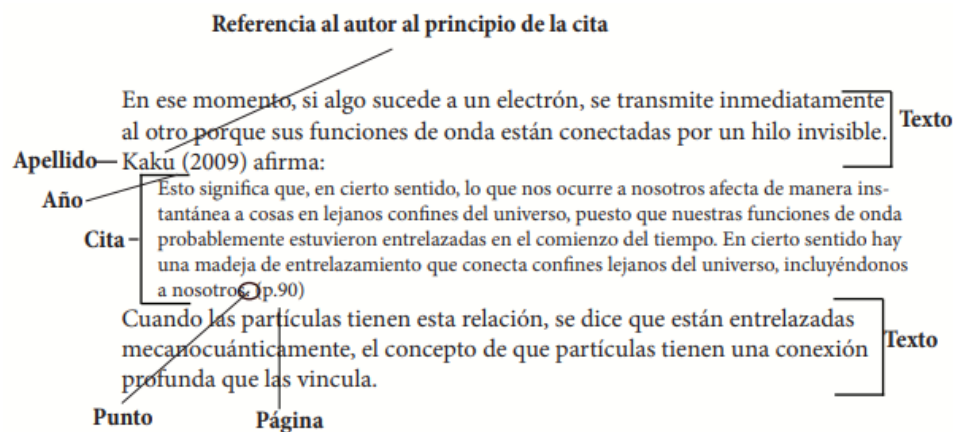 Referencia al autor al principio de la cita
En ese momento, si algo sucede a un electrón, se transmite inmediatamente
al otro porque sus funciones de onda están conectadas por un hilo invisible.
Texto
Apellido
Kaku (2009) afirma:
Año
Esto significa que, en cierto sentido, lo que nos ocurre a nosotros afecta de manera ins-
tantánea a cosas en lejanos confines del universo, puesto que nuestras funciones de onda
Cita
probablemente estuvieron entrelazadas en el comienzo del tiempo. En cierto sentido hay
una madeja de entrelazamiento que conecta confines lejanos del universo, incluyéndonos
a nosotros. (p.90)
Cuando las partículas tienen esta relación, se dice que están entrelazadas
mecanocuánticamente, el concepto de que partículas tienen una conexión
Texto
profunda que las vincula.
Punto
Página